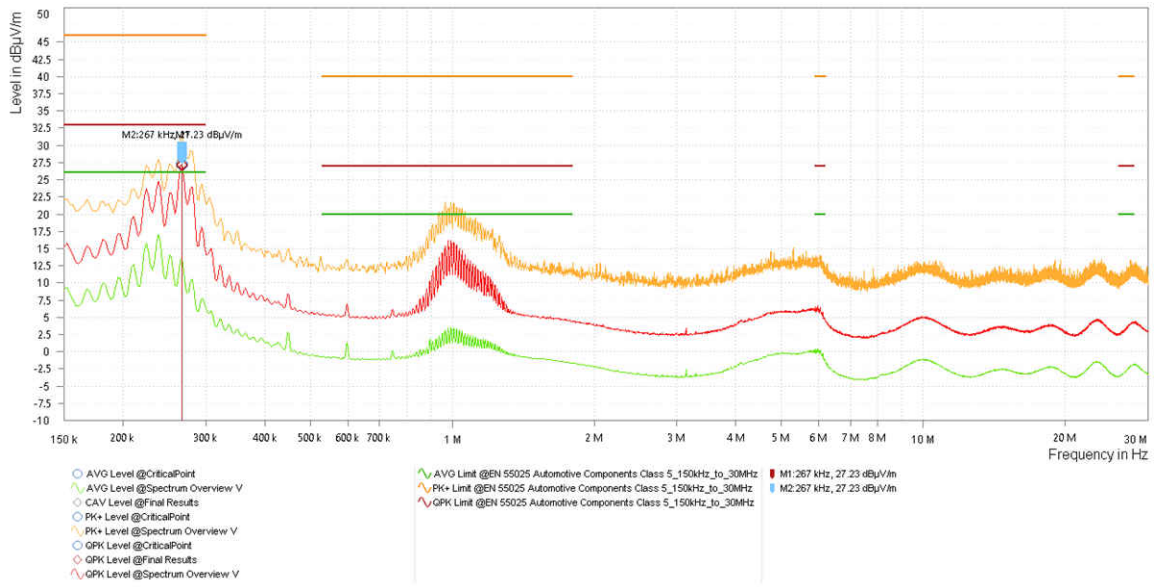 Level in dBµV/m
50
45
42.5
40
37.5
35
32.5
30
27.5
25
22.5
20
17.5
15
12.5
10
7.5
5
2.5
0
-2.5
-5
-7.5
-10
M2:267 kHz, 27.23 dBµV/m
150 k 200 k 300 k 400 k 500 k 600 k 700 k 1 M 2 M 3 M 4 M 5 M 6 M 7 M 8 M 10 M 20 M 30 M
Frequency in Hz
AVG Level @CriticalPoint
AVG Level @Spectrum Overview V
CAV Level @Final Results
PK+ Level @CriticalPoint
PK+ Level @Spectrum Overview V
QPK Level @CriticalPoint
QPK Level @Final Results
QPK Level @Spectrum Overview V
AVG Limit @EN 55025 Automotive Components Class 5_150kHz_to_30MHz
PK+ Limit @EN 55025 Automotive Components Class 5_150kHz_to_30MHz
QPK Limit @EN 55025 Automotive Components Class 5_150kHz_to_30MHz
M1:267 kHz, 27.23 dBµV/m
M2:267 kHz, 27.23 dBµV/m